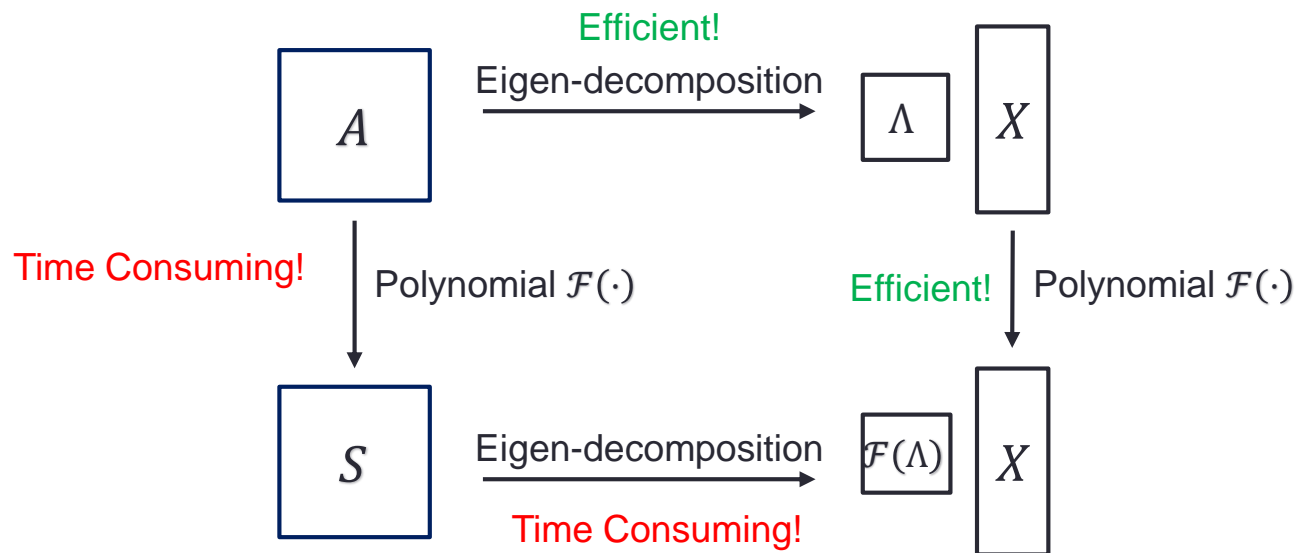 Efficient!
Eigen-decomposition
A
Λ
X
Time Consuming!
Polynomial ℱ(·)
Efficient!
Polynomial ℱ(·)
S
Eigen-decomposition
ℱ(Λ)
X
Time Consuming!